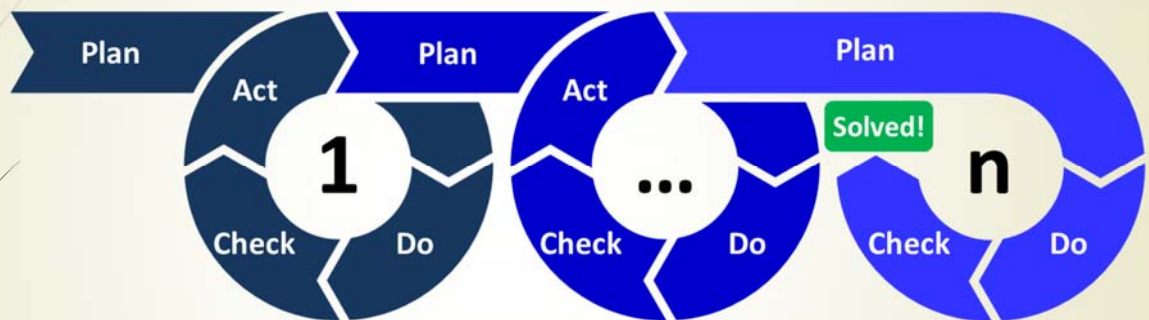 Plan
Plan
Plan
Act
Act
Solved!
1
...
n
Check
Do
Check
Do
Check
Do